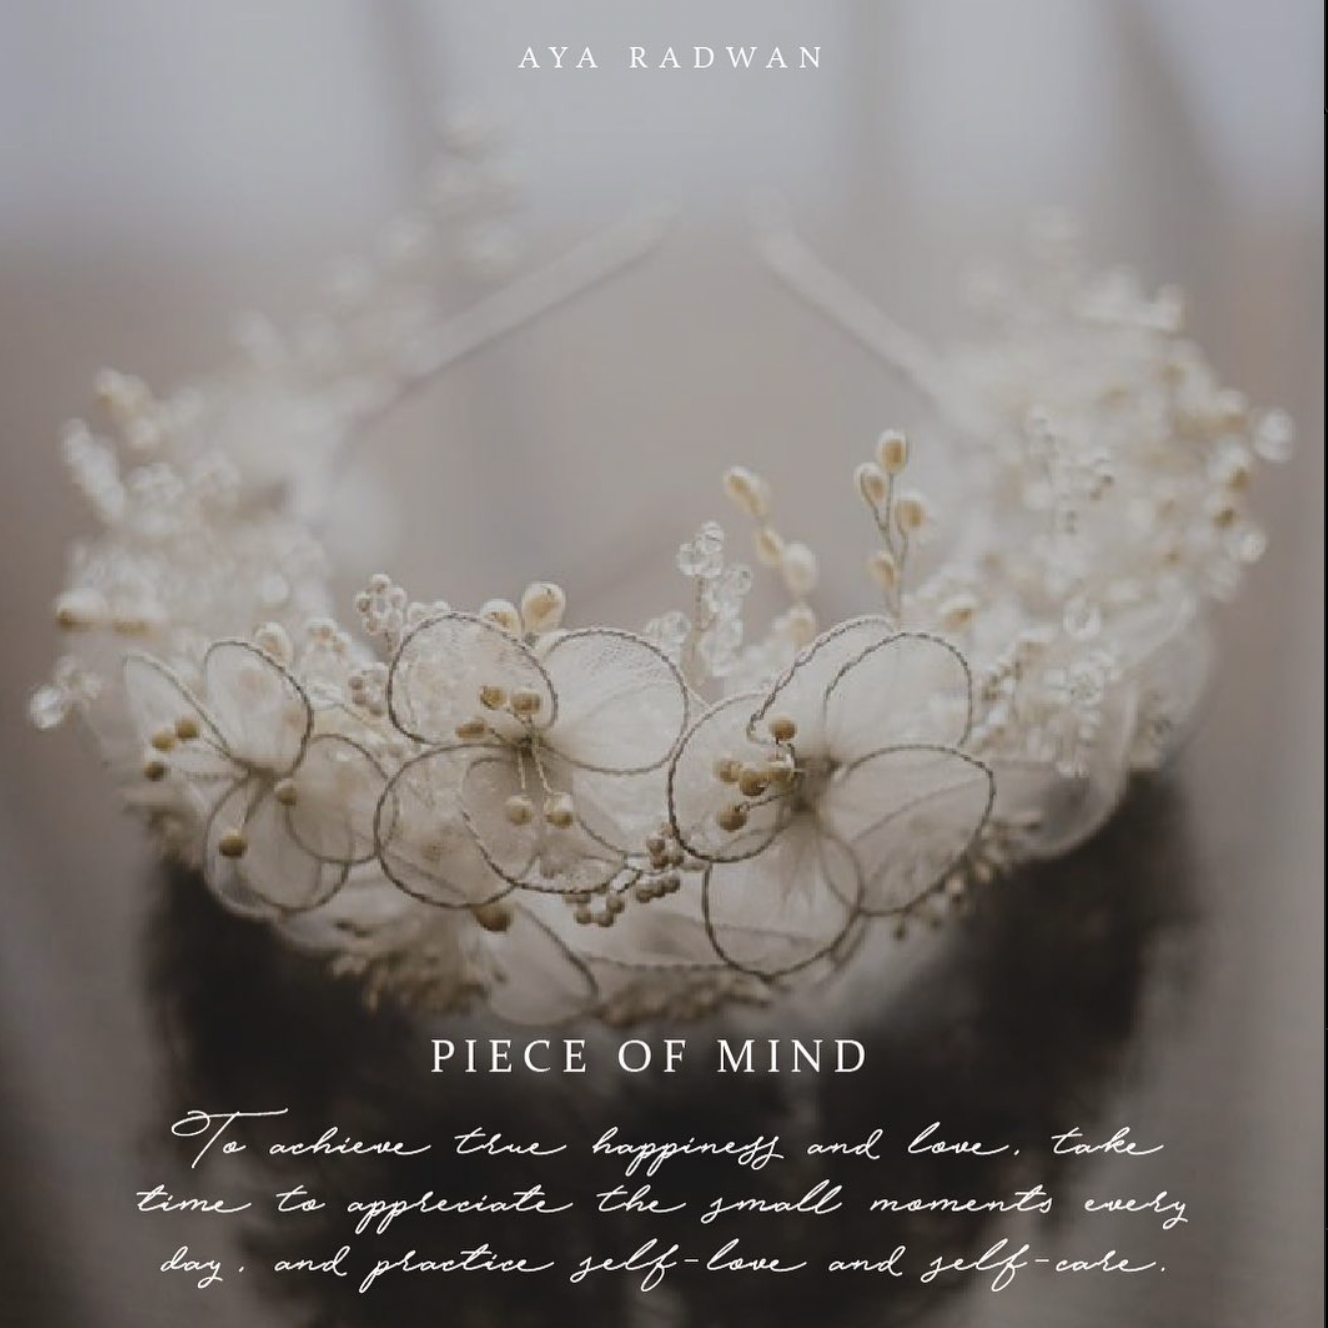 AYA RADWAN
PIECE OF MIND
To achieve true happiness and love, take
time to appreciate the small moments every
day, and practice self-love and self-care.